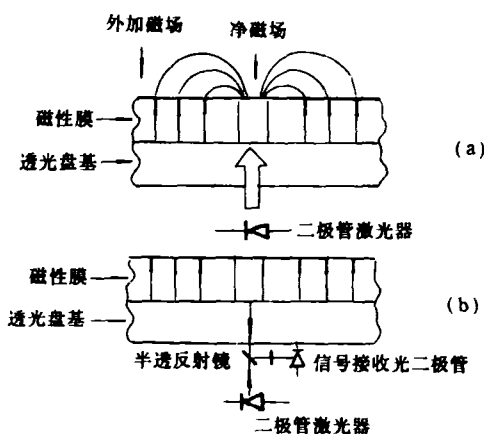 外加磁场 净磁场
磁性膜
透光盘基
(a)
二极管激光器
磁性膜
(b)
透光盘基
半透反射镜 信号接收光二极管
二极管激光器